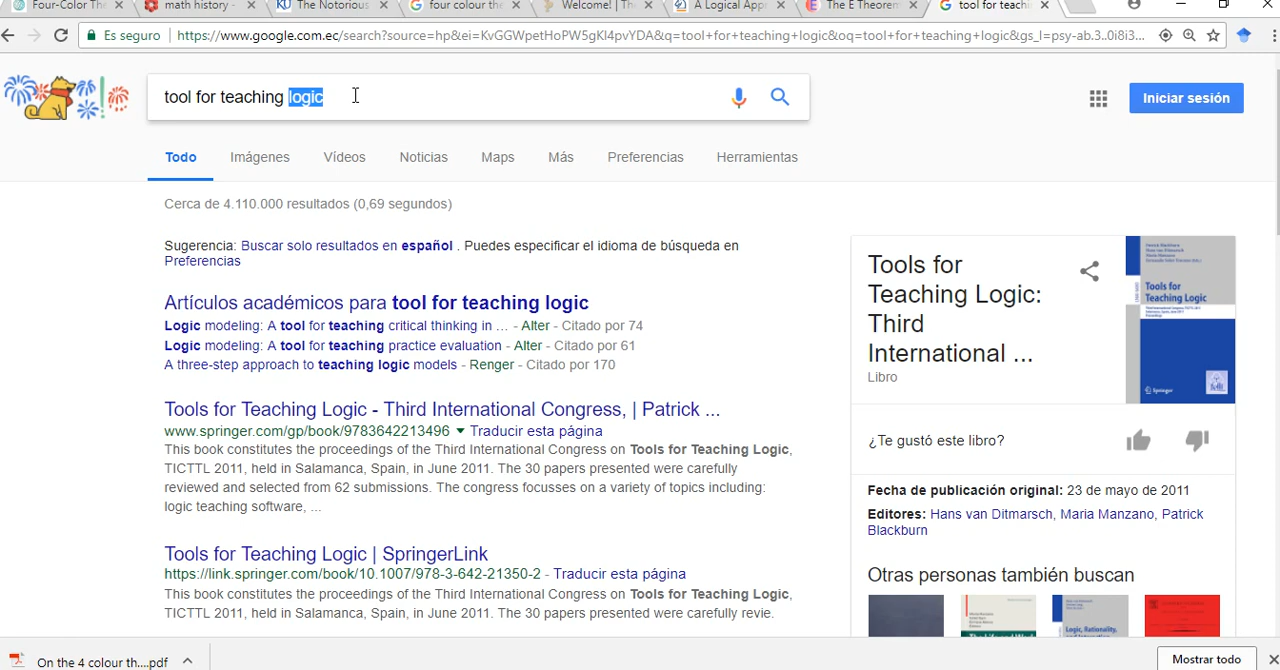 Four-Color The
math history -
KU The Notorious
four colour the
Welcome! | The
A Logical App
E The E Theorem
tool for teach
Es seguro
https://www.google.com.ec/search?source=hp&ei=KvGGWpetHoPW5gKI4pvYDA&q=tool+for+teaching+logic&oq=tool+for+teaching+logic&gs_l=psy-ab.3..0i8i3...
tool for teaching logic
Iniciar sesión
Todo
Imágenes
Vídeos
Noticias
Maps
Más
Preferencias
Herramientas
Cerca de 4.110.000 resultados (0,69 segundos)
Sugerencia: Buscar solo resultados en español . Puedes especificar el idioma de búsqueda en
Preferencias
Artículos académicos para tool for teaching logic
Logic modeling: A tool for teaching critical thinking in … - Alter - Citado por 74
Logic modeling: A tool for teaching practice evaluation - Alter - Citado por 61
A three-step approach to teaching logic models - Renger - Citado por 170
Tools for Teaching Logic - Third International Congress, | Patrick ...
www.springer.com/gp/book/9783642213496 Traducir esta página
This book constitutes the proceedings of the Third International Congress on Tools for Teaching Logic,
TICTTL 2011, held in Salamanca, Spain, in June 2011. The 30 papers presented were carefully
reviewed and selected from 62 submissions. The congress focusses on a variety of topics including:
logic teaching software, ...
Tools for Teaching Logic | SpringerLink
https://link.springer.com/book/10.1007/978-3-642-21350-2 - Traducir esta página
This book constitutes the proceedings of the Third International Congress on Tools for Teaching Logic,
TICTTL 2011, held in Salamanca, Spain, in June 2011. The 30 papers presented were carefully revie.
Tools for
Teaching Logic:
Third
International ...
Libro
Tools for
Teaching Logic
Springer
¿Te gustó este libro?
Fecha de publicación original: 23 de mayo de 2011
Editores: Hans van Ditmarsch, Maria Manzano, Patrick
Blackburn
Otras personas también buscan
Logic, Rationality,
On the 4 colour th....pdf
Mostrar todo